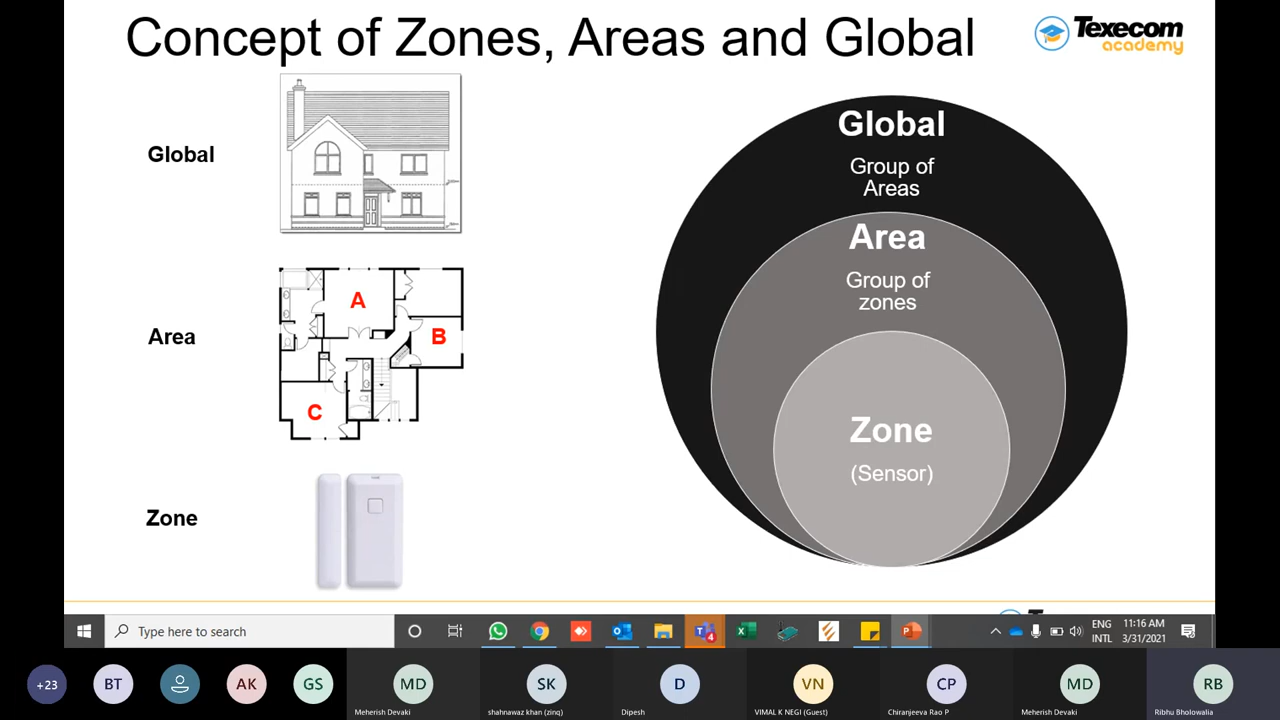 Concept of Zones, Areas and Global
Texecom
academy
Global
Global
Group of
Areas
Area
A
B
C
Area
Group of
zones
Zone
Zone
(Sensor)
Type here to search
4
ENG
INTL
11:16 AM
3/31/2021
+23
BT
AK
GS
MD
SK
D
VN
CP
MD
RB
Meherish Devaki
shahnawaz khan (zinq)
Dipesh
VIMAL K NEGI (Guest)
Chiranjeeva Rao P
Meherish Devaki
Ribhu Bholowalia